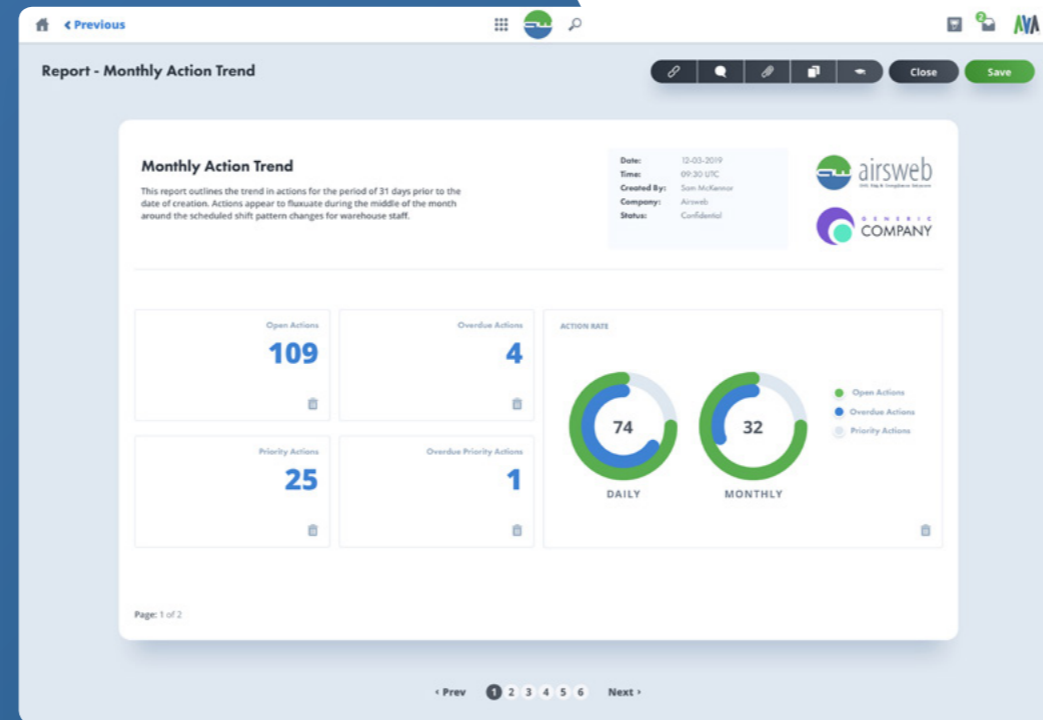 Previous
2
AVA
Report - Monthly Action Trend
Close
Save
Monthly Action Trend
This report outlines the trend in actions for the period of 31 days prior to the
date of creation. Actions appear to fluxuate during the middle of the month
around the scheduled shift pattern changes for warehouse staff.
Date: 12-03-2019
Time: 09:30 UTC
Created By: Sam McKennor
Company: Airsweb
Status: Confidential
airsweb
GENERIC
COMPANY
Open Actions
109
Overdue Actions
4
Priority Actions
25
Overdue Priority Actions
1
ACTION RATE
74
DAILY
32
MONTHLY
Open Actions
Overdue Actions
Priority Actions
Page: 1 of 2
Prev 1 2 3 4 5 6 Next